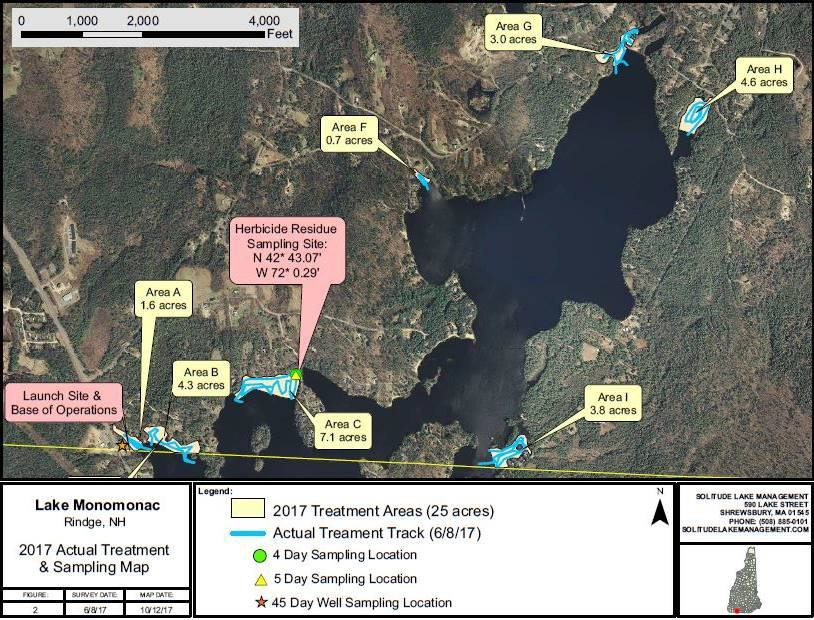 0 1,000 2,000 4,000
Feet
Area G
3.0 acres
Area H
4.6 acres
Area F
0.7 acres
Herbicide Residue
Sampling Site:
N 42* 43.07'
W 72* 0.29'
Area A
1.6 acres
Area B
4.3 acres
Launch Site &
Base of Operations
Area C
7.1 acres
Area I
3.8 acres
Lake Monomonac
Rindge, NH
2017 Actual Treatment
& Sampling Map
FIGURE: SURVEY DATE: MAP DATE:
2 6/8/17 10/12/17
Legend:
2017 Treatment Areas (25 acres)
Actual Treament Track (6/8/17)
4 Day Sampling Location
5 Day Sampling Location
45 Day Well Sampling Location
N
SOLITUDE LAKE MANAGEMENT
590 LAKE STREET
SHREWSBURY, MA 01545
PHONE: (508) 885-0101
SOLITUDELAKEMANAGEMENT.COM